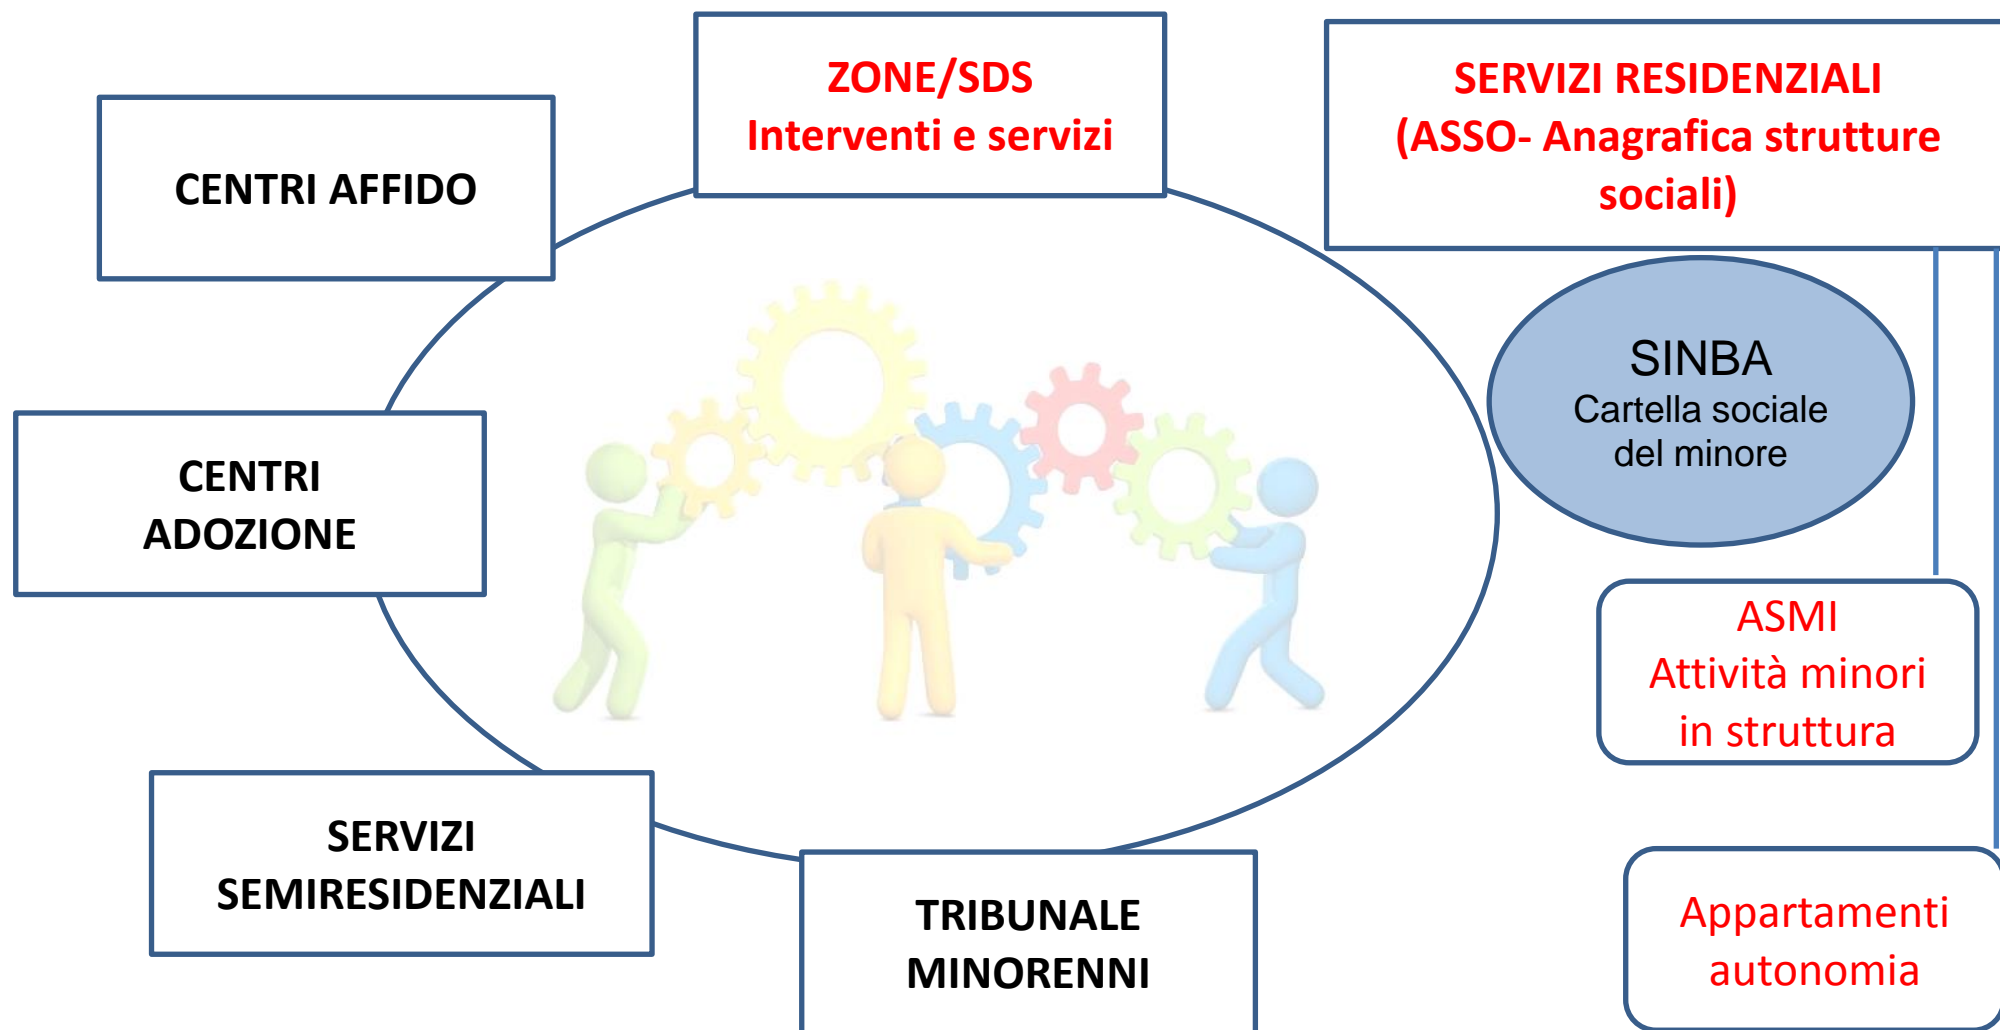 ZONE/SDS
Interventi e servizi
SERVIZI RESIDENZIALI
(ASSO- Anagrafica strutture
sociali)
CENTRI AFFIDO
SINBA
Cartella sociale
del minore
CENTRI
ADOZIONE
ASMI
Attività minori
in struttura
SERVIZI
SEMIRESIDENZIALI
TRIBUNALE
MINORENNI
Appartamenti
autonomia